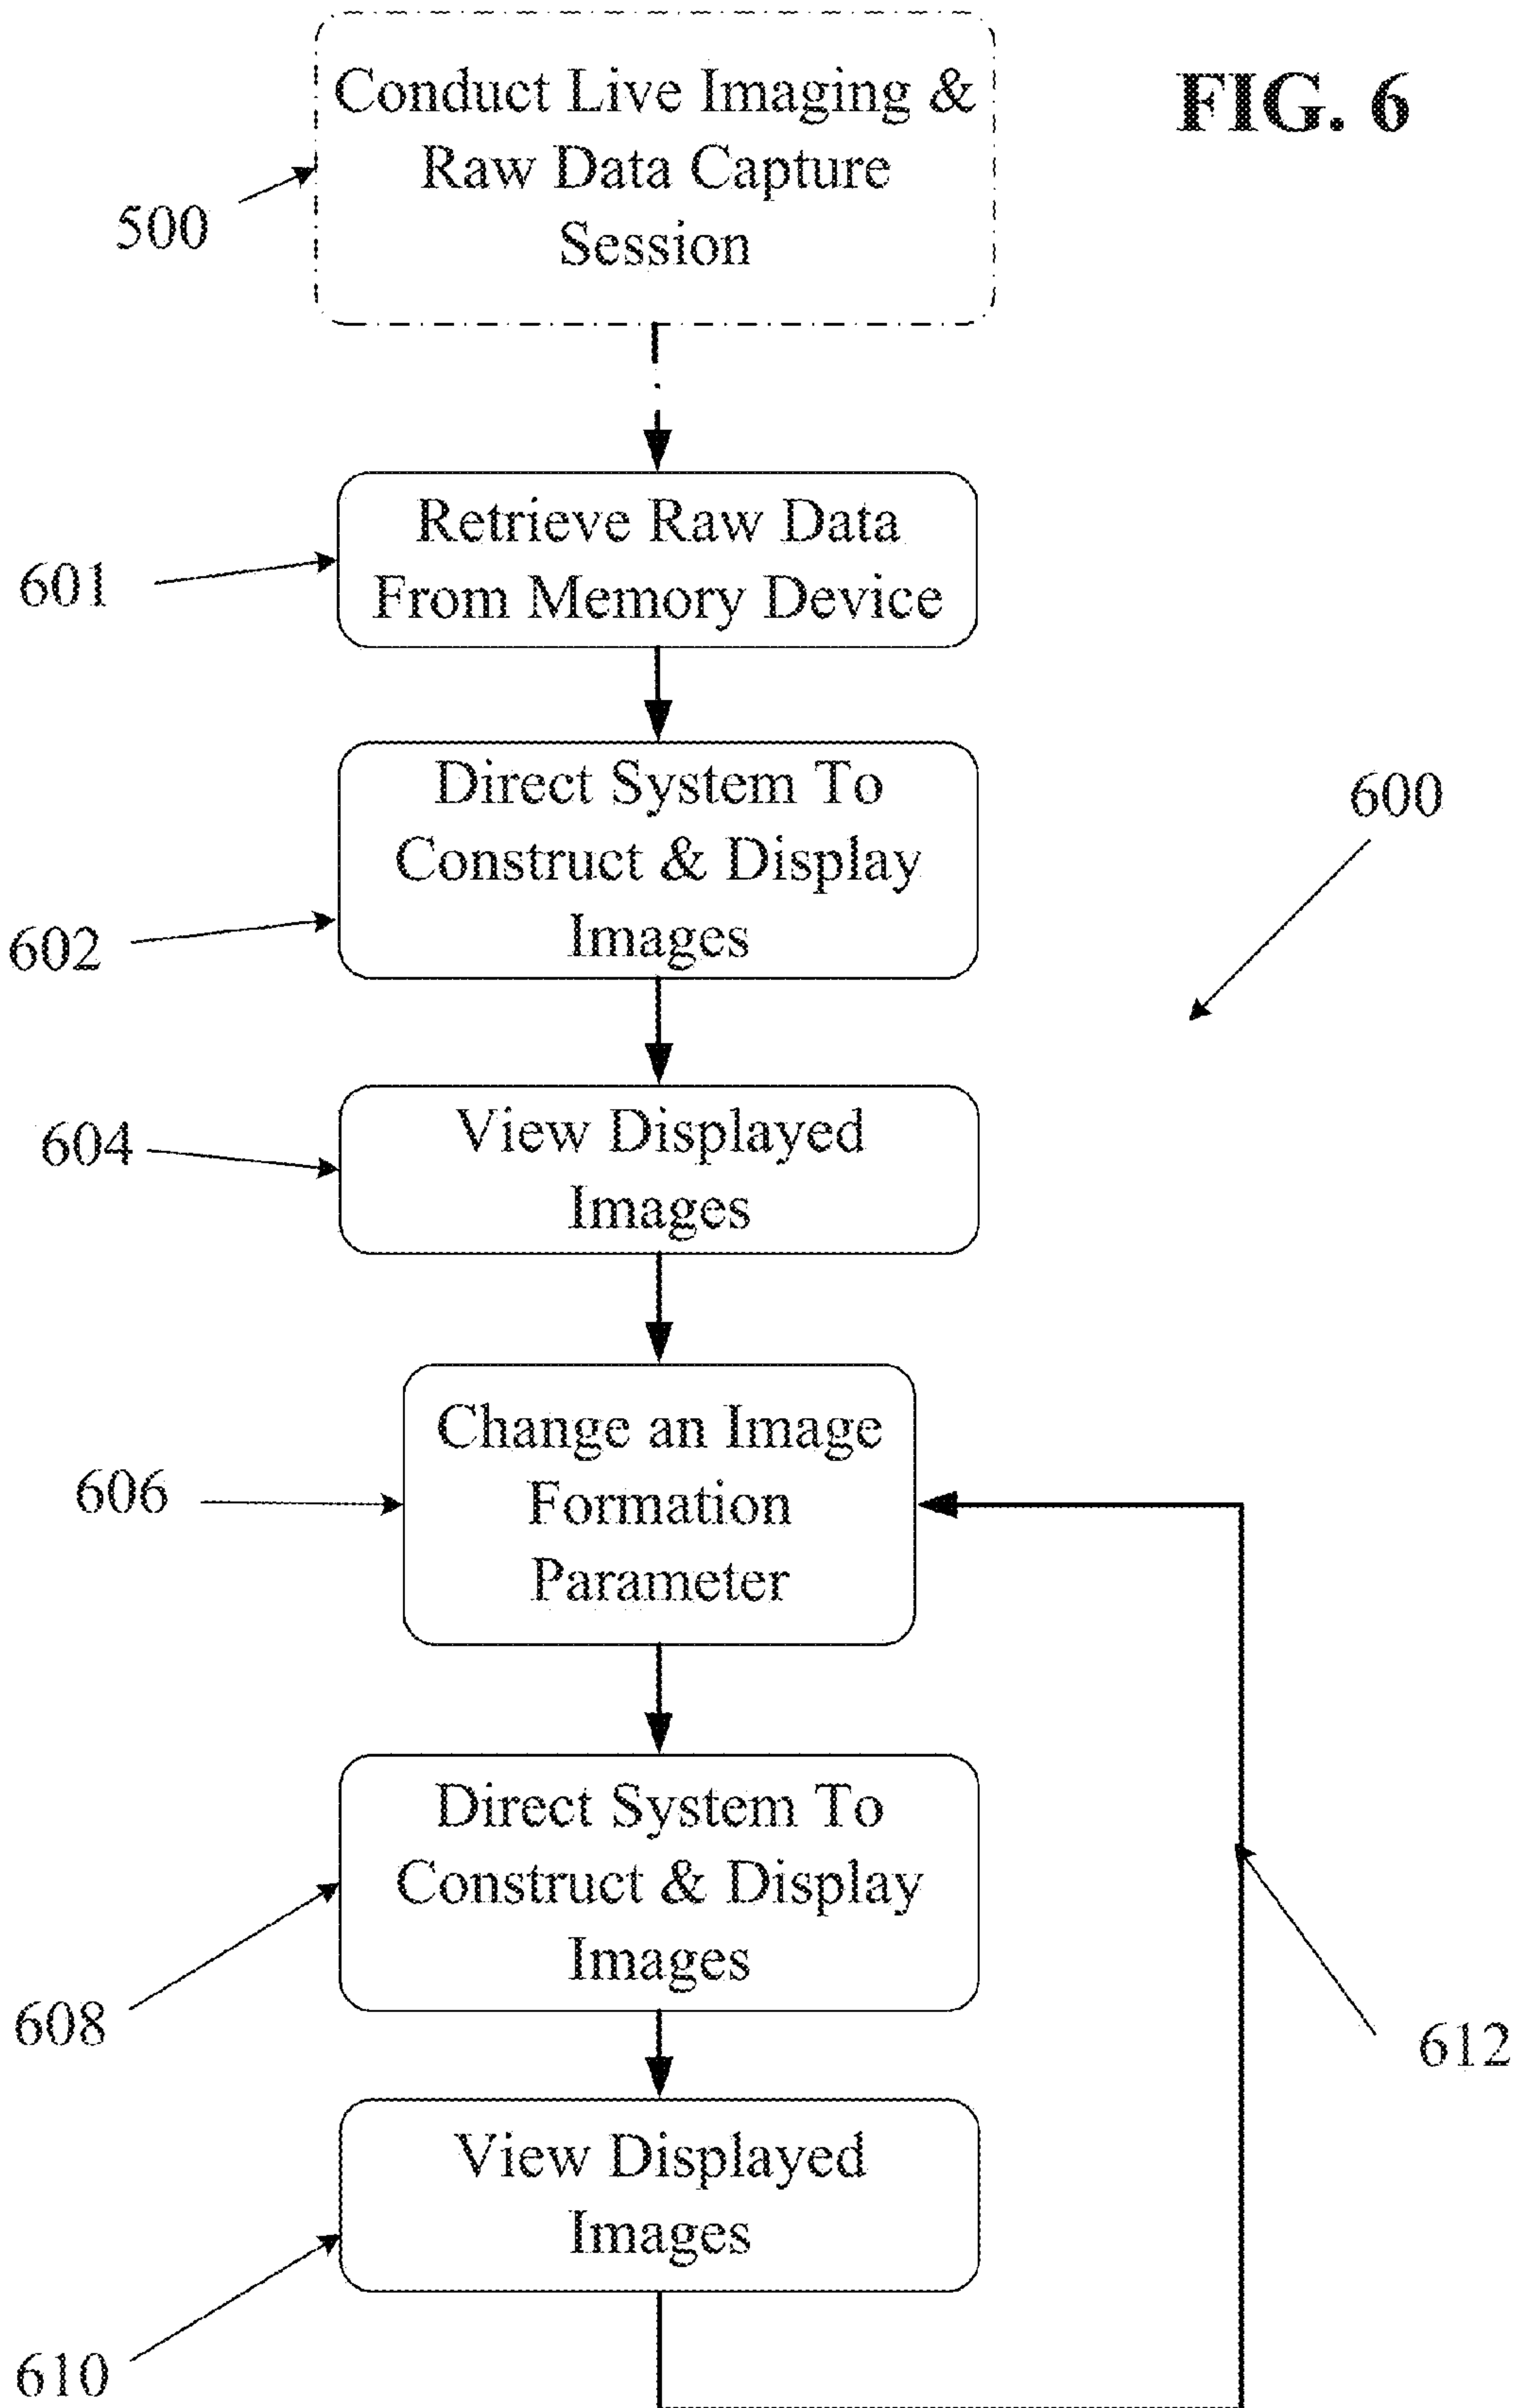 FIG. 6
Conduct Live Imaging &
Raw Data Capture
Session
500
Retrieve Raw Data
From Memory Device
601
Direct System To
Construct & Display
Images
600
602
View Displayed
Images
604
Change an Image
Formation
Parameter
606
Direct System To
Construct & Display
Images
608
612
View Displayed
Images
610